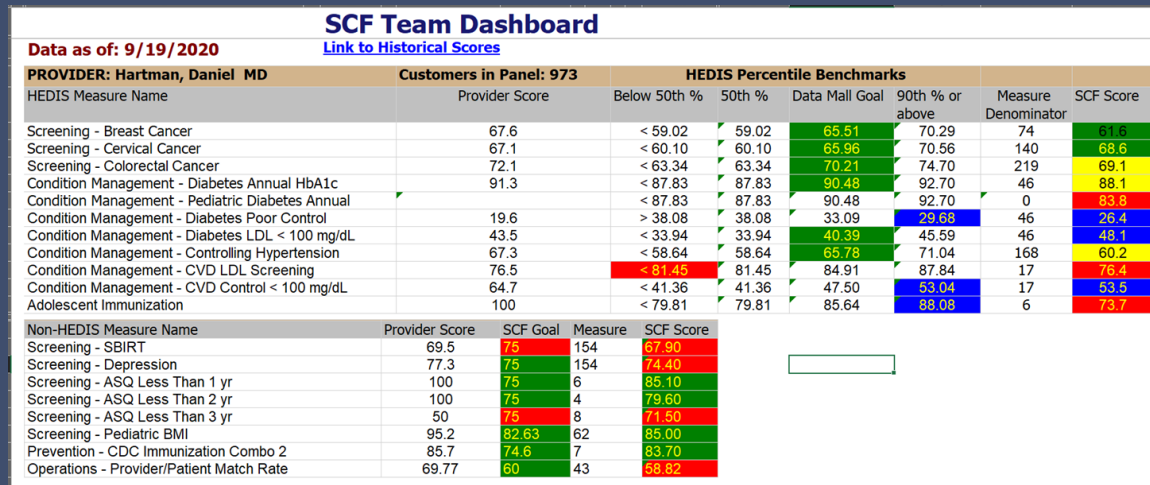 SCF Team Dashboard
Data as of: 9/19/2020 Link to Historical Scores
PROVIDER: Hartman, Daniel MD Customers in Panel: 973 HEDIS Percentile Benchmarks
HEDIS Measure Name Provider Score Below 50th % 50th % Data Mall Goal 90th % or above Measure Denominator SCF Score
Screening - Breast Cancer 67.6 < 59.02 59.02 65.51 70.29 74 61.6
Screening - Cervical Cancer 67.1 < 60.10 60.10 65.96 70.56 140 68.6
Screening - Colorectal Cancer 72.1 < 63.34 63.34 70.21 74.70 219 69.1
Condition Management - Diabetes Annual HbA1c 91.3 < 87.83 87.83 90.48 92.70 46 88.1
Condition Management - Pediatric Diabetes Annual < 87.83 87.83 90.48 92.70 0 83.8
Condition Management - Diabetes Poor Control 19.6 > 38.08 38.08 33.09 29.68 46 26.4
Condition Management - Diabetes LDL < 100 mg/dL 43.5 < 33.94 33.94 40.39 45.59 46 48.1
Condition Management - Controlling Hypertension 67.3 < 58.64 58.64 65.78 71.04 168 60.2
Condition Management - CVD LDL Screening 76.5 < 81.45 81.45 84.91 87.84 17 76.4
Condition Management - CVD Control < 100 mg/dL 64.7 < 41.36 41.36 47.50 53.04 17 53.5
Adolescent Immunization 100 < 79.81 79.81 85.64 88.08 6 73.7
Non-HEDIS Measure Name Provider Score SCF Goal Measure SCF Score
Screening - SBIRT 69.5 75 154 67.90
Screening - Depression 77.3 75 154 74.40
Screening - ASQ Less Than 1 yr 100 75 6 85.10
Screening - ASQ Less Than 2 yr 100 75 4 79.60
Screening - ASQ Less Than 3 yr 50 75 8 71.50
Screening - Pediatric BMI 95.2 82.63 62 85.00
Prevention - CDC Immunization Combo 2 85.7 74.6 7 83.70
Operations - Provider/Patient Match Rate 69.77 60 43 58.82